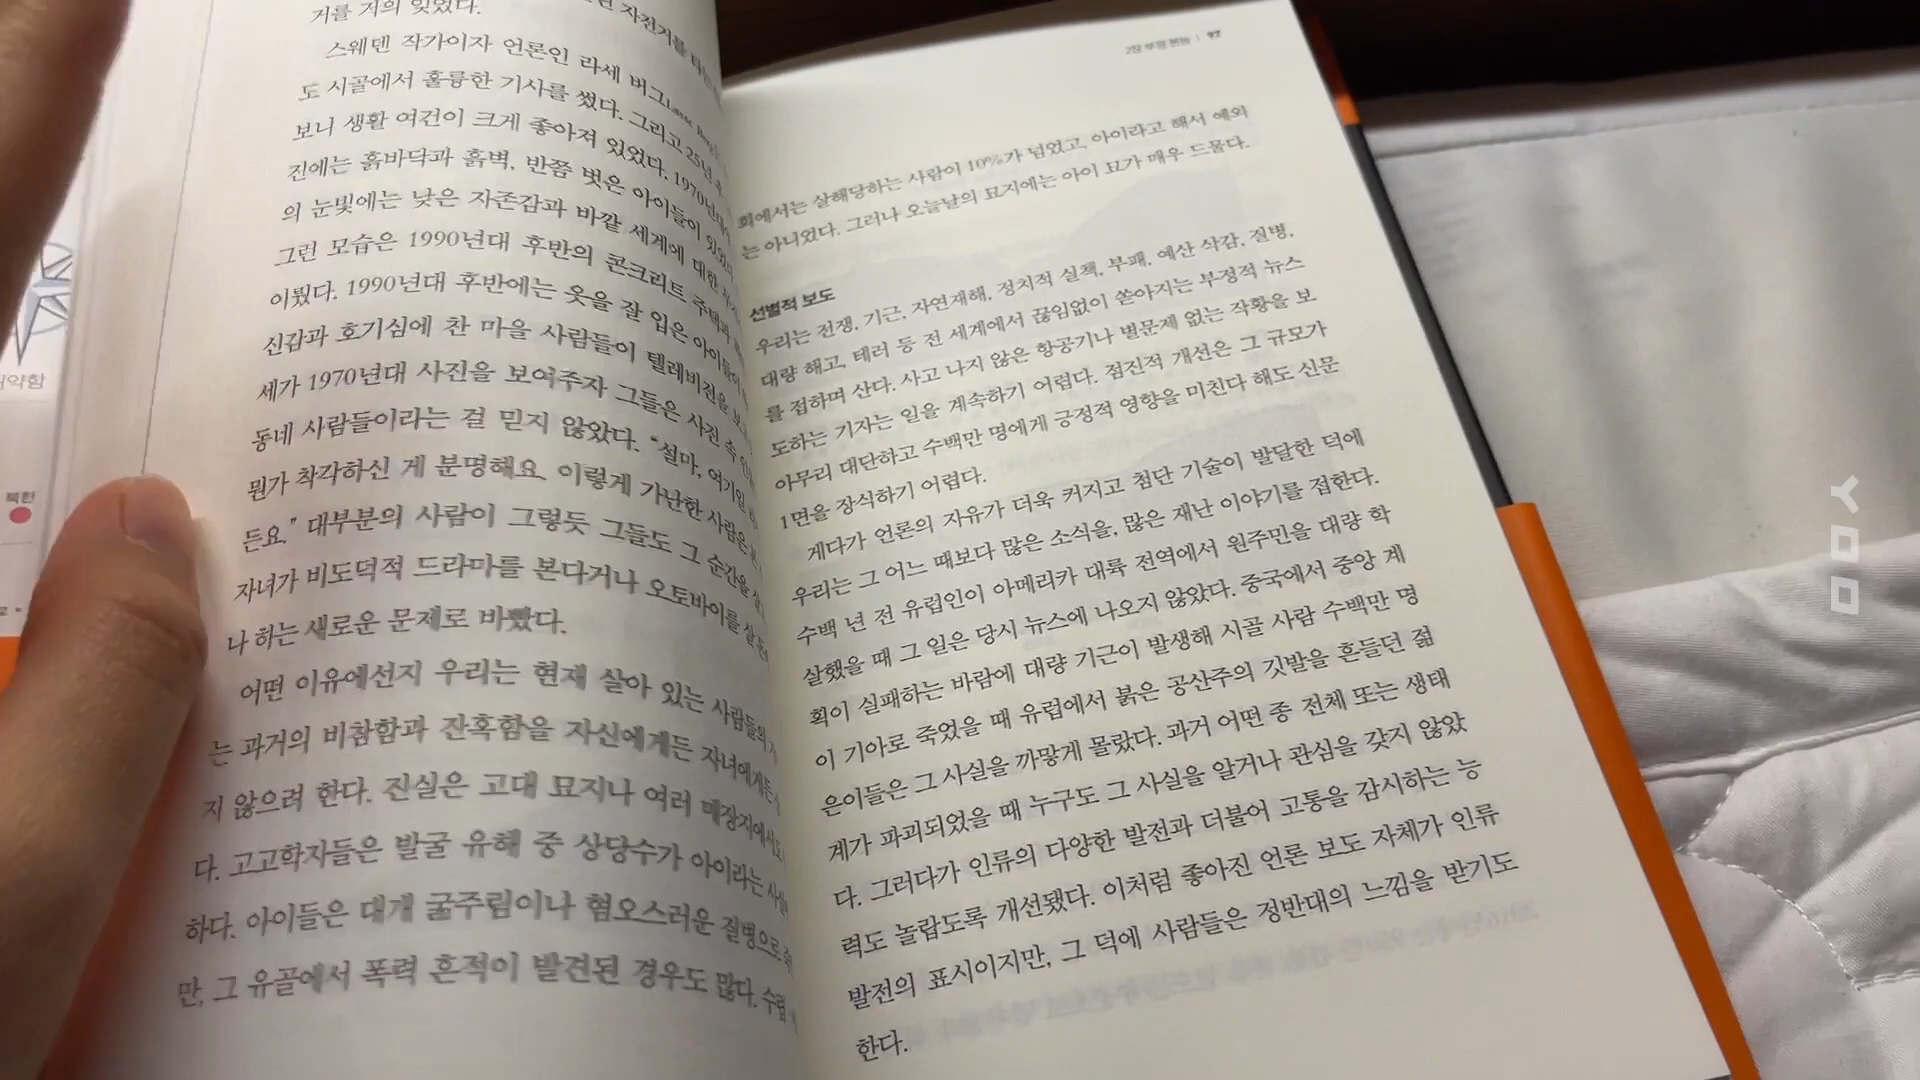 거를 저의 잊었다.
스웨덴 작가이자 언론인 라세 버그
도 시골에서 훌륭한 기사를 썼다. 그리고 25년
보니 생활 여건이 크게 좋아져 있었다. 1970년대
진에는 흙바닥과 흙벽, 반쯤 벗은 아이들이
의 눈빛에는 낮은 자존감과 바깥 세계에 대한
그런 모습은 1990년대 후반의 콘크리트 주택과
이뤘다. 1990년대 후반에는 옷을 잘 입은 아이들이
신감과 호기심에 찬 마을 사람들이 텔레비전을
세가 1970년대 사진을 보여주자 그들은 사진 속
동네 사람들이라는 걸 믿지 않았다. “설마, 여기일
뭔가 착각하신 게 분명해요. 이렇게 가난한 사람은
든요.” 대부분의 사람이 그렇듯 그들도 그 순간을
자녀가 비도덕적 드라마를 본다거나 오토바이를
나 하는 새로운 문제로 바빴다.
어떤 이유에선지 우리는 현재 살아 있는 사람들의
는 과거의 비참함과 잔혹함을 자신에게든 자녀에게든
지 않으려 한다. 진실은 고대 묘지나 여러 매장지에서
다. 고고학자들은 발굴 유해 중 상당수가 아이라는
하다. 아이들은 대개 굶주림이나 혐오스러운 질병으로
만, 그 유골에서 폭력 흔적이 발견된 경우도 많다. 수렵
2장 부정 본능 | 97
회에서는 살해당하는 사람이 10%가 넘었고, 아이라고 해서 예외
는 아니었다. 그러나 오늘날의 묘지에는 아이 묘가 매우 드물다.
선별적 보도
우리는 전쟁, 기근, 자연재해, 정치적 실책, 부패, 예산 삭감, 질병,
대량 해고, 테러 등 전 세계에서 끊임없이 쏟아지는 부정적 뉴스
를 접하며 산다. 사고 나지 않은 항공기나 별문제 없는 작황을 보
도하는 기자는 일을 계속하기 어렵다. 점진적 개선은 그 규모가
아무리 대단하고 수백만 명에게 긍정적 영향을 미친다 해도 신문
1면을 장식하기 어렵다.
게다가 언론의 자유가 더욱 커지고 첨단 기술이 발달한 덕에
우리는 그 어느 때보다 많은 소식을, 많은 재난 이야기를 접한다.
수백 년 전 유럽인이 아메리카 대륙 전역에서 원주민을 대량 학
살했을 때 그 일은 당시 뉴스에 나오지 않았다. 중국에서 중앙 계
획이 실패하는 바람에 대량 기근이 발생해 시골 사람 수백만 명
이 기아로 죽었을 때 유럽에서 붉은 공산주의 깃발을 흔들던 젊
은이들은 그 사실을 까맣게 몰랐다. 과거 어떤 종 전체 또는 생태
계가 파괴되었을 때 누구도 그 사실을 알거나 관심을 갖지 않았
다. 그러다가 인류의 다양한 발전과 더불어 고통을 감시하는 능
력도 놀랍도록 개선됐다. 이처럼 좋아진 언론 보도 자체가 인류
발전의 표시이지만, 그 덕에 사람들은 정반대의 느낌을 받기도
한다.
북한
YOO